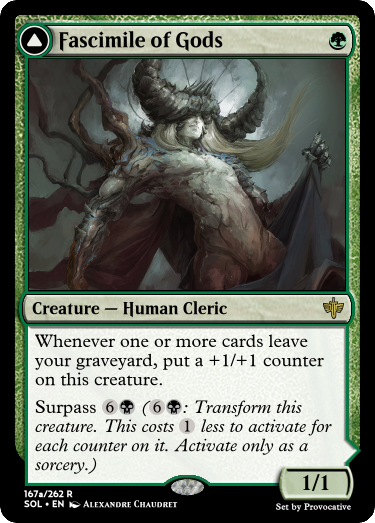 Fascimile of Gods
Creature — Human Cleric
Whenever one or more cards leave
your graveyard, put a +1/+1 counter
on this creature.
Surpass 6 (6: Transform this
creature. This costs 1 less to activate for
each counter on it. Activate only as a
sorcery.)
1/1
167a/262 R
SOL • EN Alexandre Chaudret
Set by Provocative